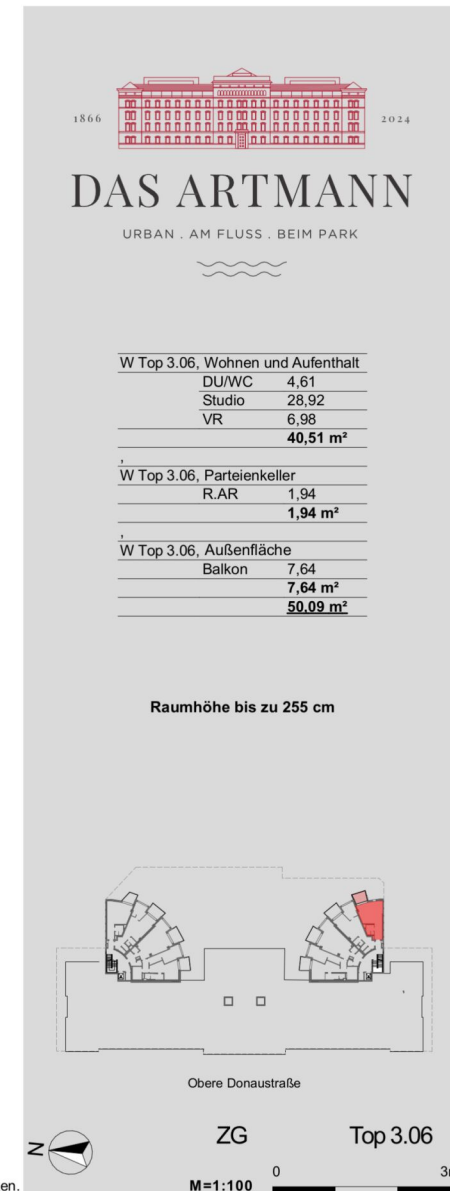 1866
2024
DAS ARTMANN
URBAN . AM FLUSS . BEIM PARK
W Top 3.06, Wohnen und Aufenthalt
DU/WC 4,61
Studio 28,92
VR 6,98
40,51 m²
,
W Top 3.06, Parteienkeller
R.AR 1,94
1,94 m²
,
W Top 3.06, Außenfläche
Balkon 7,64
7,64 m²
50,09 m²
Raumhöhe bis zu 255 cm
Obere Donaustraße
N
ZG Top 3.06
0 3m
en. M=1:100